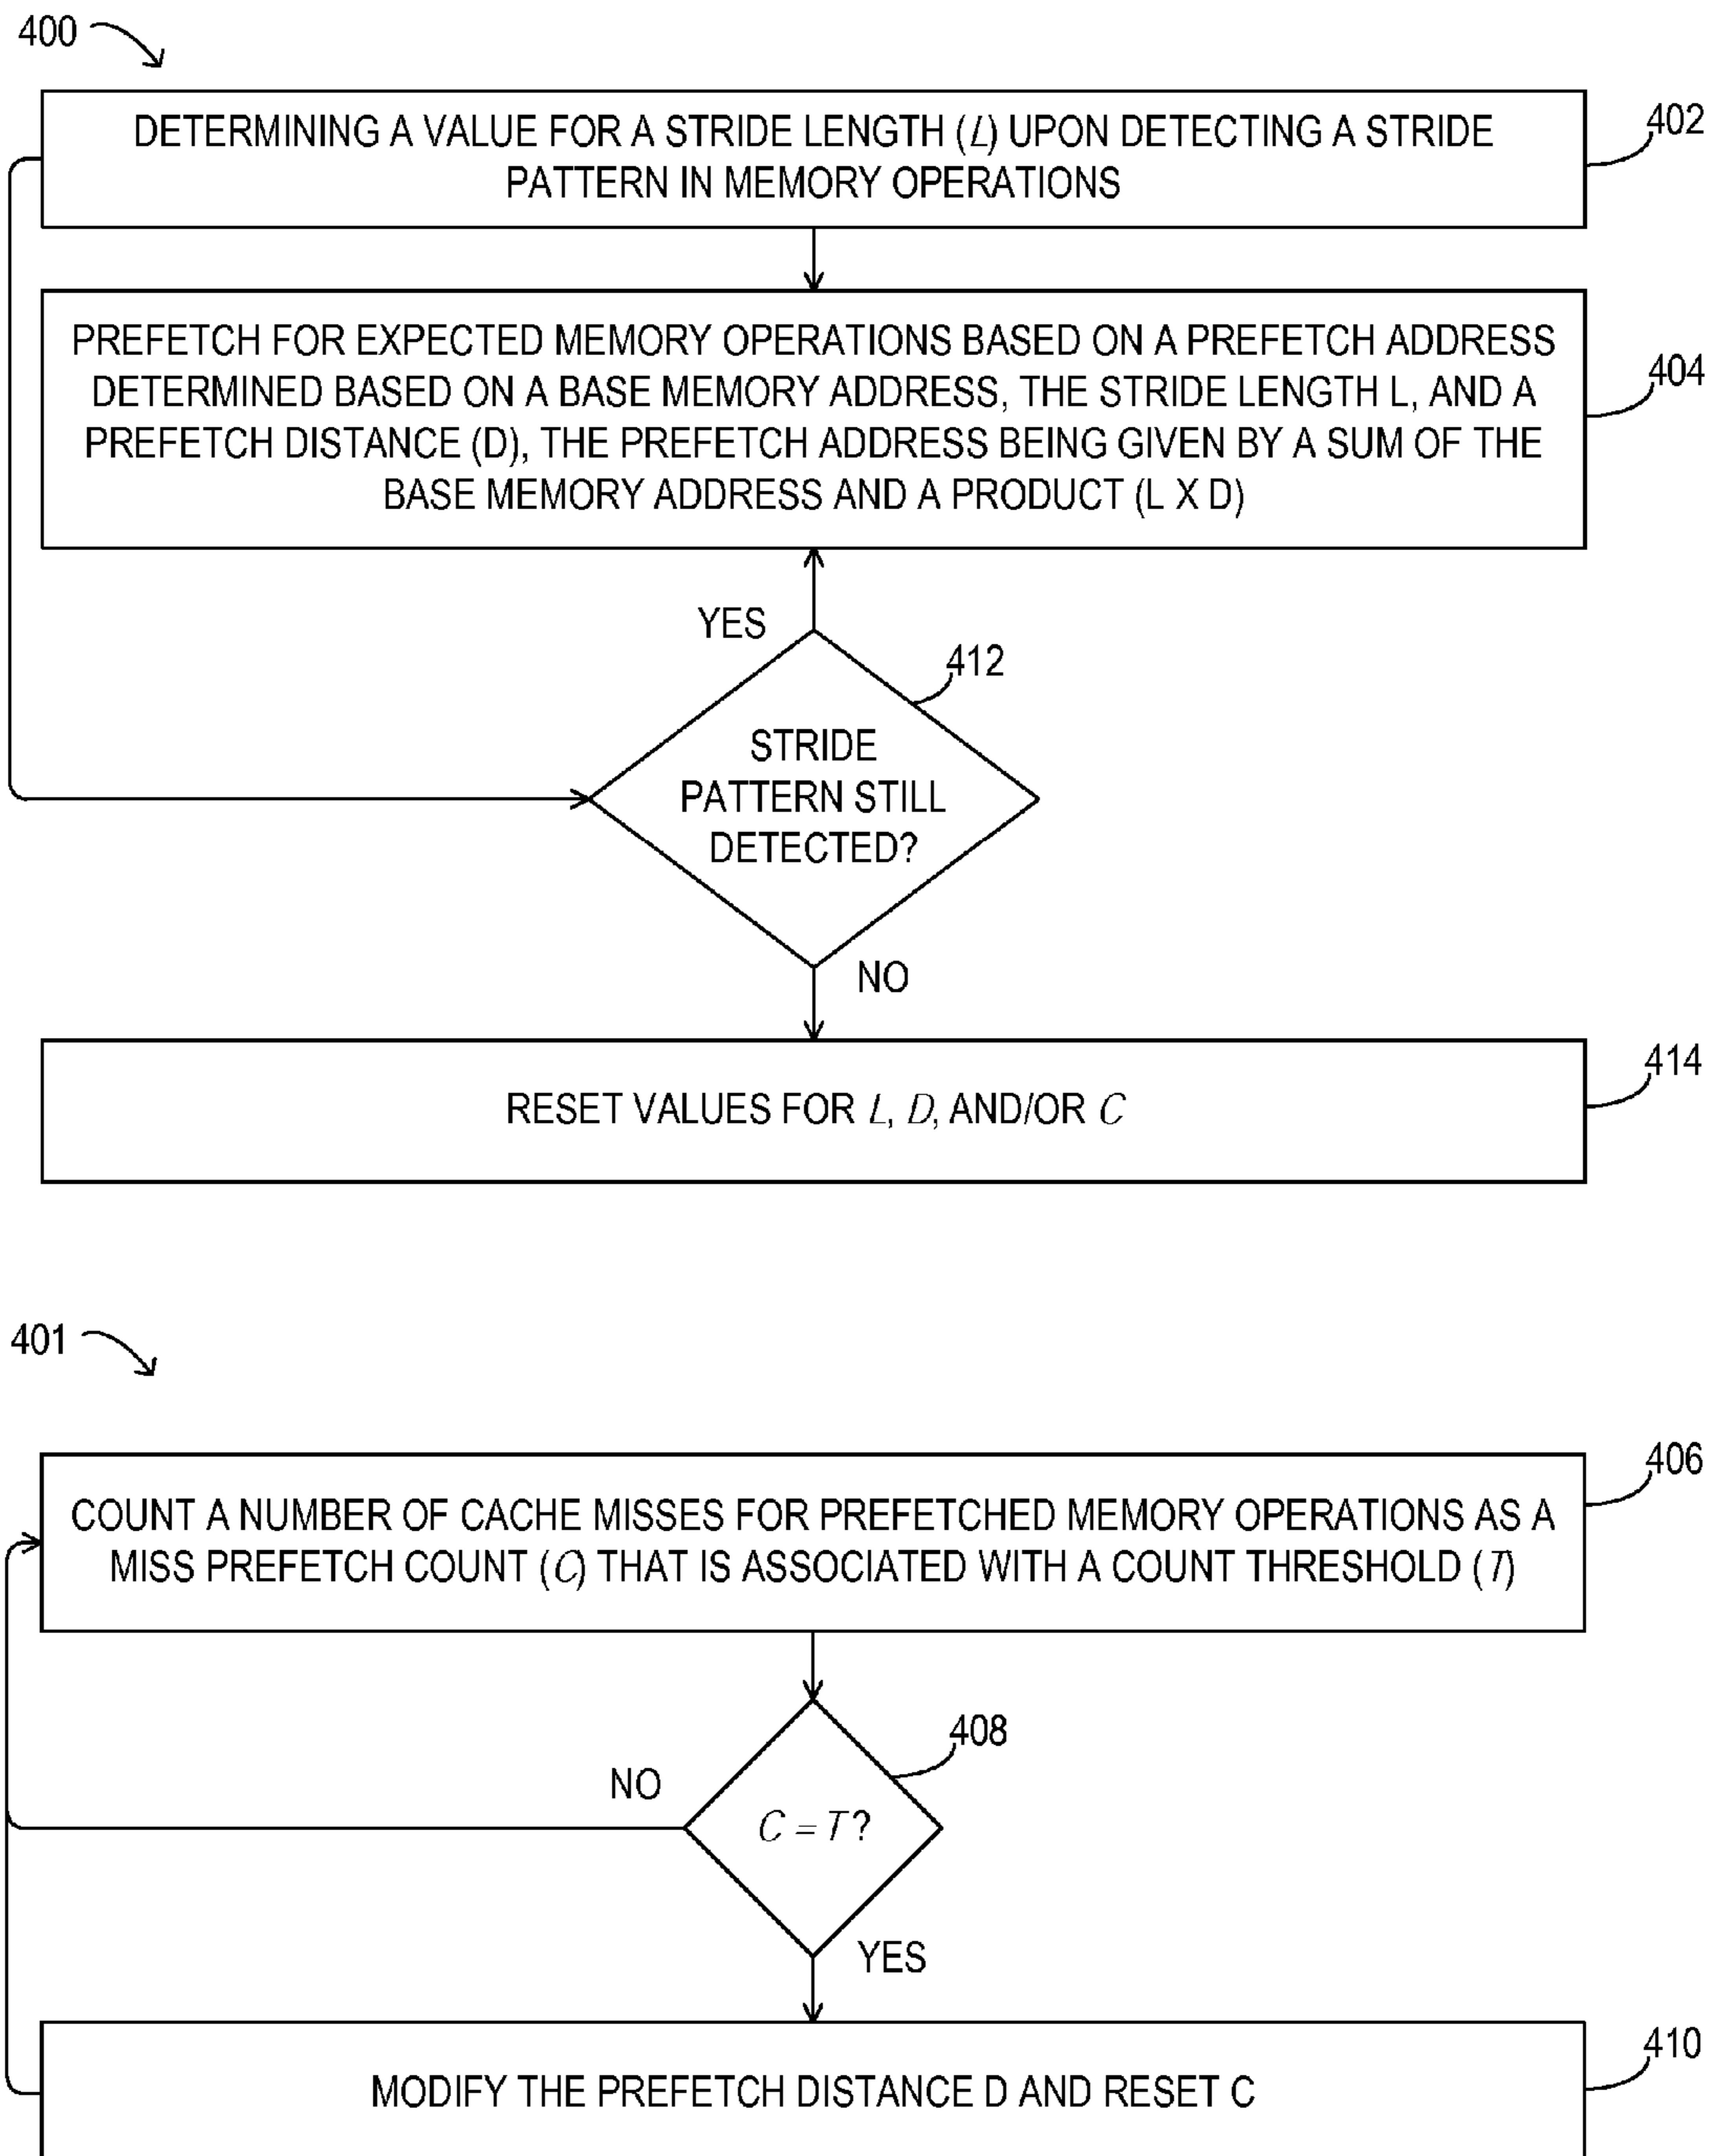 400
DETERMINING A VALUE FOR A STRIDE LENGTH (L) UPON DETECTING A STRIDE
PATTERN IN MEMORY OPERATIONS
402
PREFETCH FOR EXPECTED MEMORY OPERATIONS BASED ON A PREFETCH ADDRESS
DETERMINED BASED ON A BASE MEMORY ADDRESS, THE STRIDE LENGTH L, AND A
PREFETCH DISTANCE (D), THE PREFETCH ADDRESS BEING GIVEN BY A SUM OF THE
BASE MEMORY ADDRESS AND A PRODUCT (L X D)
404
YES
412
STRIDE
PATTERN STILL
DETECTED?
NO
RESET VALUES FOR L, D, AND/OR C
414
401
COUNT A NUMBER OF CACHE MISSES FOR PREFETCHED MEMORY OPERATIONS AS A
MISS PREFETCH COUNT (C) THAT IS ASSOCIATED WITH A COUNT THRESHOLD (T)
406
408
NO
C = T?
YES
MODIFY THE PREFETCH DISTANCE D AND RESET C
410